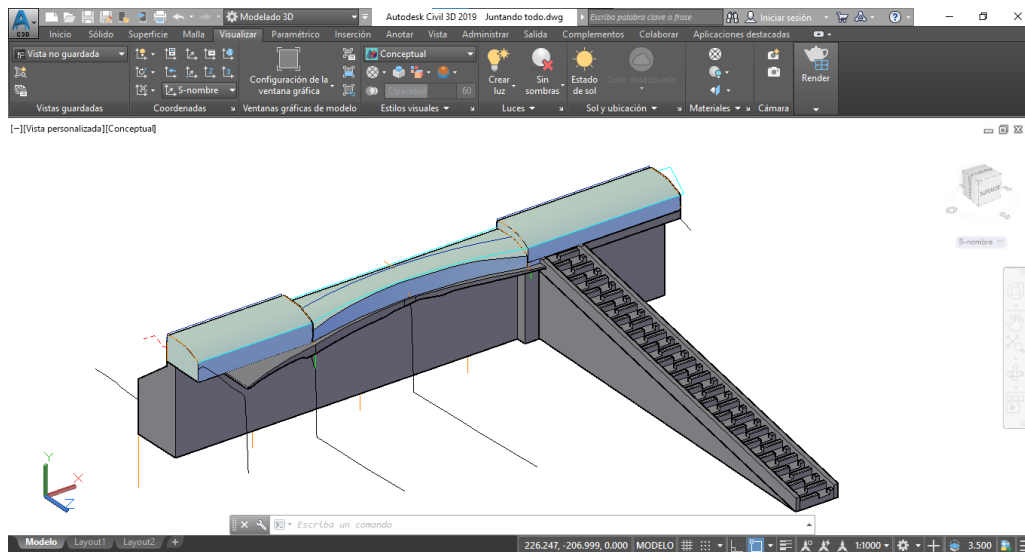 Modelado 3D
Autodesk Civil 3D 2019 Juntando todo.dwg
Escriba palabra clave o frase
Iniciar sesión
C3D
Inicio Sólido Superficie Malla Visualizar Paramétrico Inserción Anotar Vista Administrar Salida Complementos Colaborar Aplicaciones destacadas
Vista no guardada
Conceptual
Configuración de la
ventana gráfica
Crear
luz
Sin
sombras
Estado
de sol
Cielo desactivado
Render
S-nombre
Opacidad 60
Vistas guardadas Coordenadas Ventanas gráficas de modelo Estilos visuales Luces Sol y ubicación Materiales Cámara
[−][Vista personalizada][Conceptual]
SUPERIOR
S-nombre
Y
X
Z
Escriba un comando
Modelo Layout1 Layout2 +
226.247, -206.999, 0.000 MODELO 1:1000 3.500